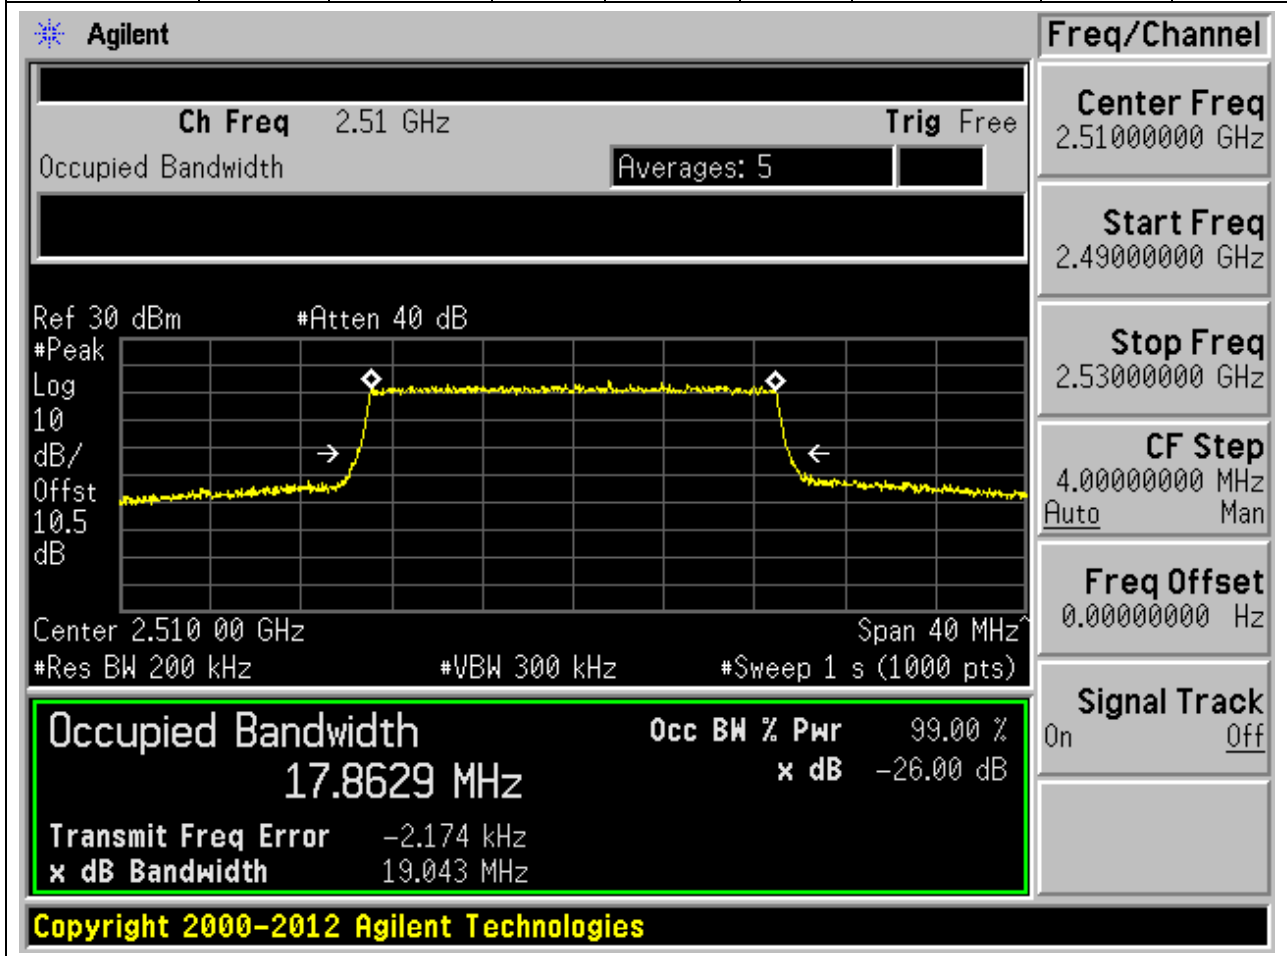 Agilent
Ch Freq 2.51 GHz Trig Free
Occupied Bandwidth Averages: 5
Ref 30 dBm #Atten 40 dB
#Peak
Log
10
dB/
Offst
10.5
dB
Center 2.510 00 GHz Span 40 MHz^
#Res BW 200 kHz #VBW 300 kHz #Sweep 1 s (1000 pts)
Occupied Bandwidth Occ BW % Pwr 99.00 %
17.8629 MHz x dB -26.00 dB
Transmit Freq Error -2.174 kHz
x dB Bandwidth 19.043 MHz
Copyright 2000-2012 Agilent Technologies
Freq/Channel
Center Freq
2.51000000 GHz
Start Freq
2.49000000 GHz
Stop Freq
2.53000000 GHz
CF Step
4.00000000 MHz
Auto Man
Freq Offset
0.00000000 Hz
Signal Track
On Off